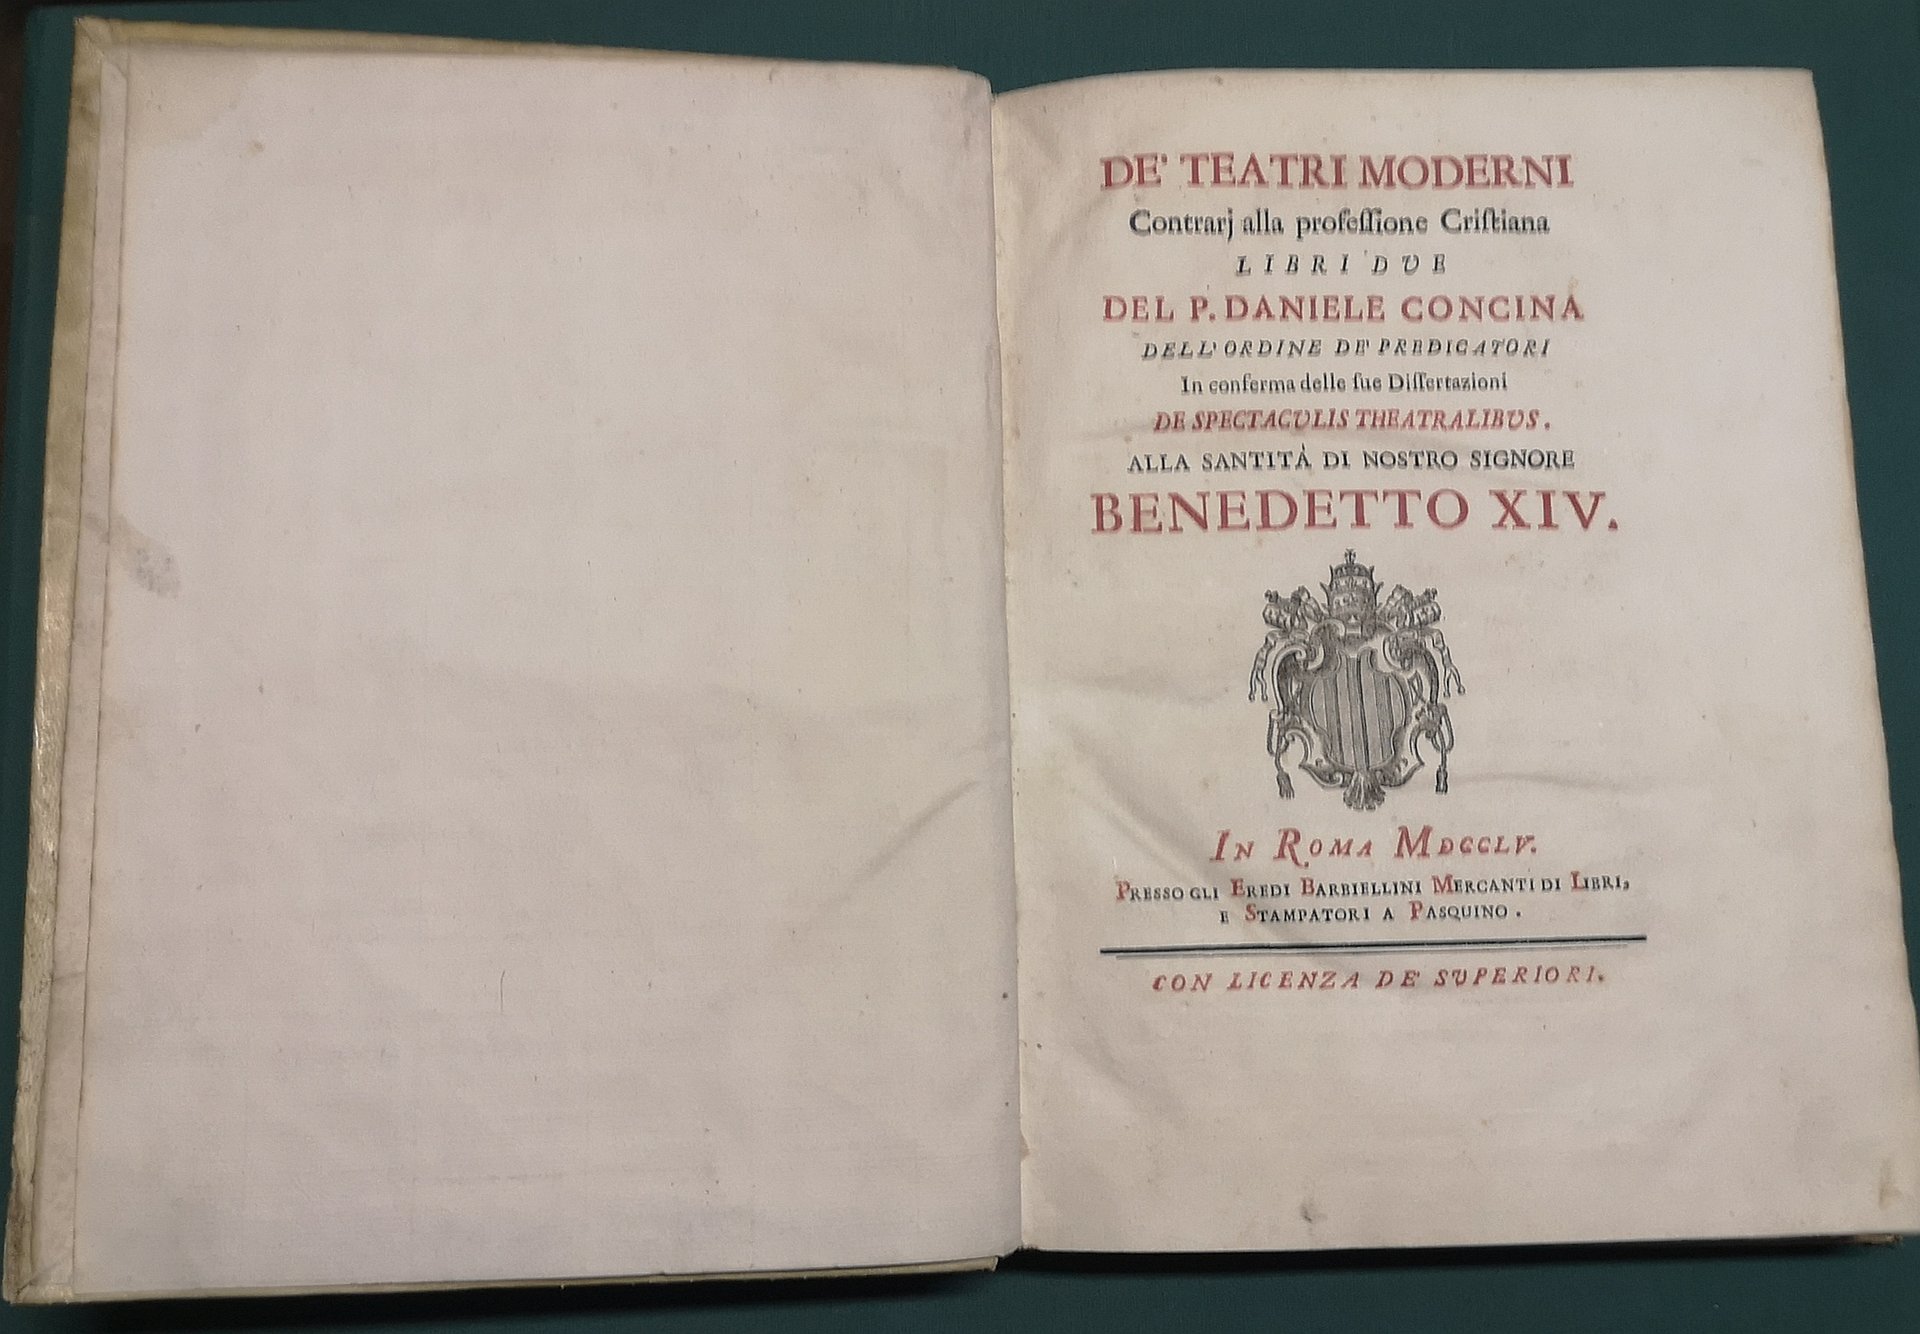 DE' TEATRI MODERNI
Contrarj alla profeſſione Criſtiana
LIBRI DUE
DEL P. DANIELE CONCINA
DELL'ORDINE DE' PREDICATORI
In conferma delle ſue Diſſertazioni
DE SPECTACULIS THEATRALIBUS.
ALLA SANTITÀ DI NOSTRO SIGNORE
BENEDETTO XIV.
IN ROMA MDCCLV.
PRESSO GLI EREDI BARBIELLINI MERCANTI DI LIBRI,
E STAMPATORI A PASQUINO.
CON LICENZA DE' SUPERIORI.